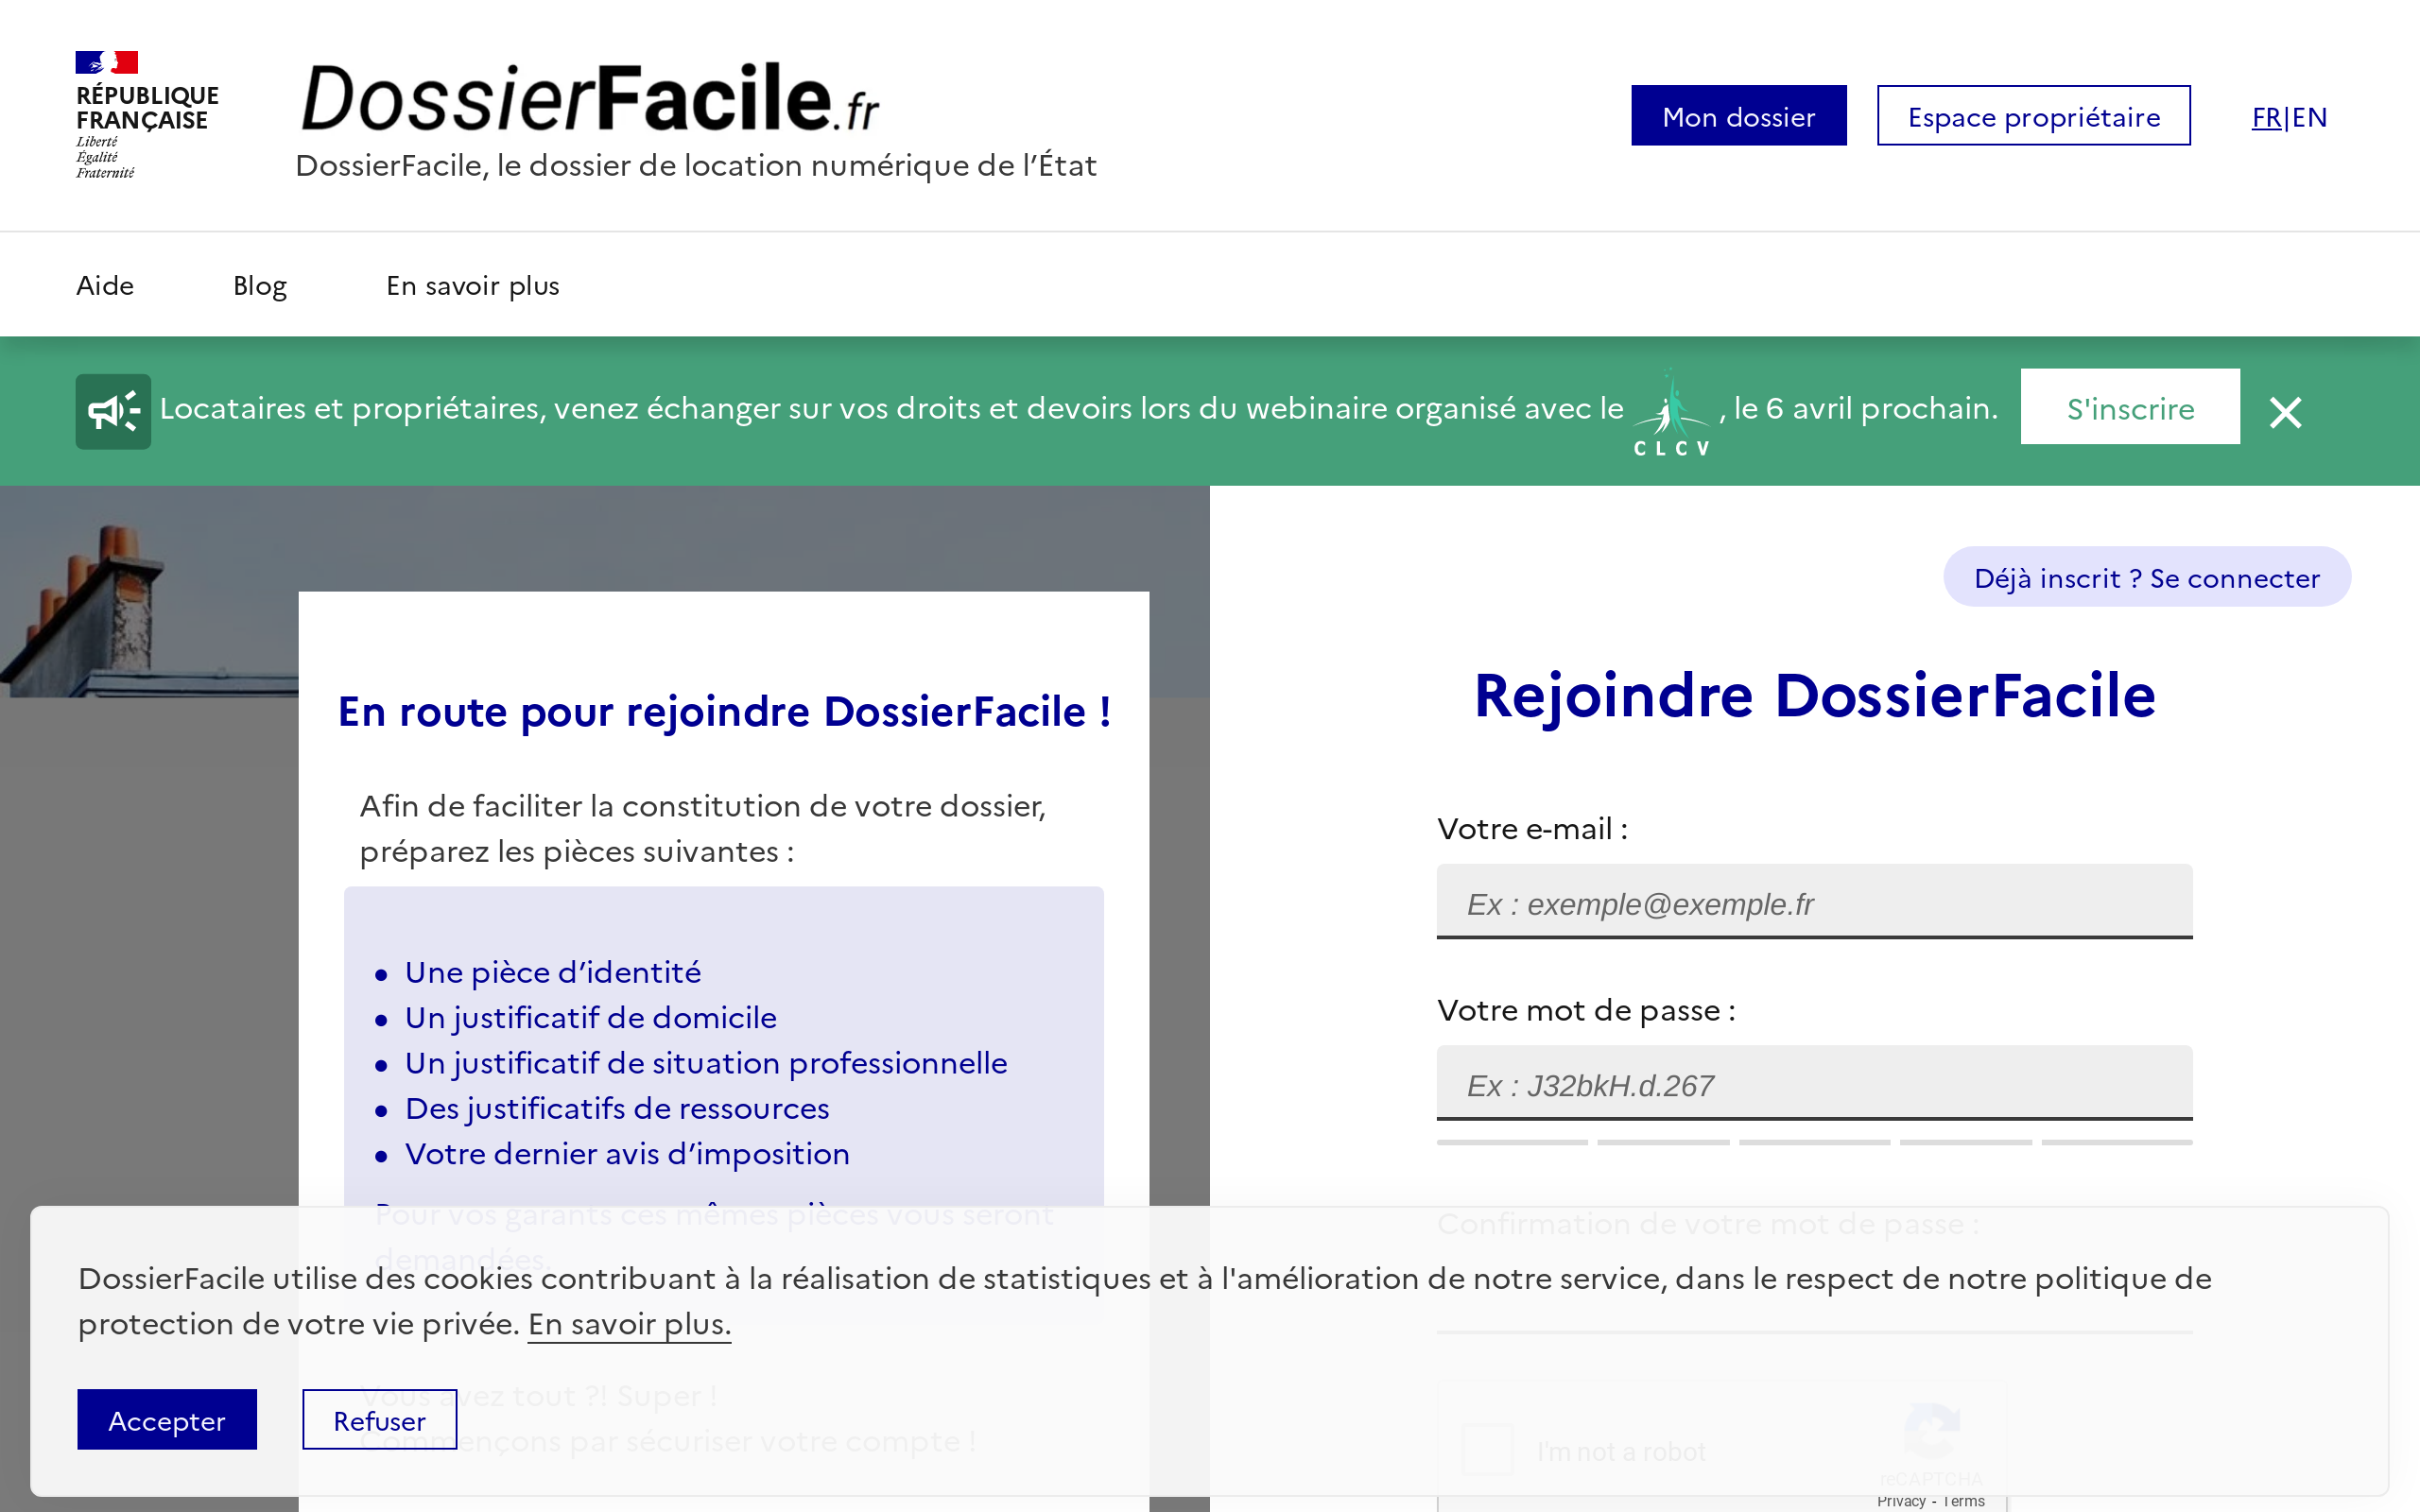 RÉPUBLIQUE
FRANÇAISE
Liberté
Égalité
Fraternité
DossierFacile.fr
DossierFacile, le dossier de location numérique de l’État
Mon dossier
Espace propriétaire
FR|EN
Aide
Blog
En savoir plus
Locataires et propriétaires, venez échanger sur vos droits et devoirs lors du webinaire organisé avec le CLCV, le 6 avril prochain.
S'inscrire
En route pour rejoindre DossierFacile !
Afin de faciliter la constitution de votre dossier,
préparez les pièces suivantes :
Une pièce d’identité
Un justificatif de domicile
Un justificatif de situation professionnelle
Des justificatifs de ressources
Votre dernier avis d’imposition
Pour vos garants ces mêmes pièces vous seront
demandées.
Vous avez tout ?! Super !
Commençons par sécuriser votre compte !
Déjà inscrit ? Se connecter
Rejoindre DossierFacile
Votre e-mail :
Ex : exemple@exemple.fr
Votre mot de passe :
Ex : J32bkH.d.267
Confirmation de votre mot de passe :
I'm not a robot
reCAPTCHA
Privacy - Terms
DossierFacile utilise des cookies contribuant à la réalisation de statistiques et à l'amélioration de notre service, dans le respect de notre politique de
protection de votre vie privée. En savoir plus.
Accepter
Refuser